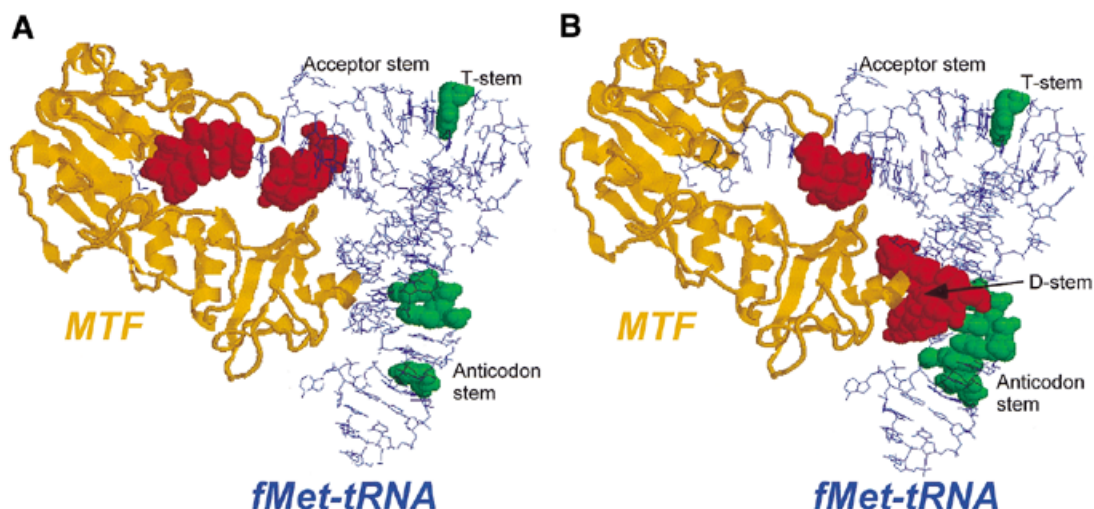 A
Acceptor stem
T-stem
MTF
Anticodon
stem
fMet-tRNA
B
Acceptor stem
T-stem
D-stem
MTF
Anticodon
stem
fMet-tRNA